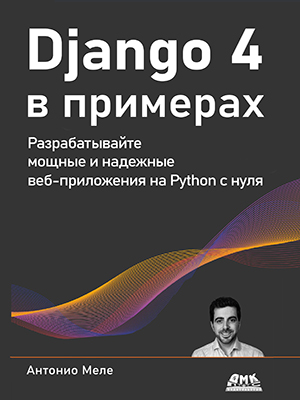 Django 4
в примерах
Разрабатывайте
мощные и надежные
веб-приложения на Python с нуля
Антонио Меле
ДМК